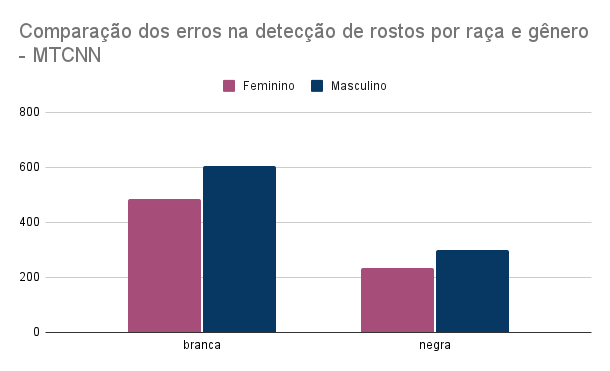 Comparação dos erros na detecção de rostos por raça e gênero
- MTCNN
Feminino Masculino
800
600
400
200
0
branca negra